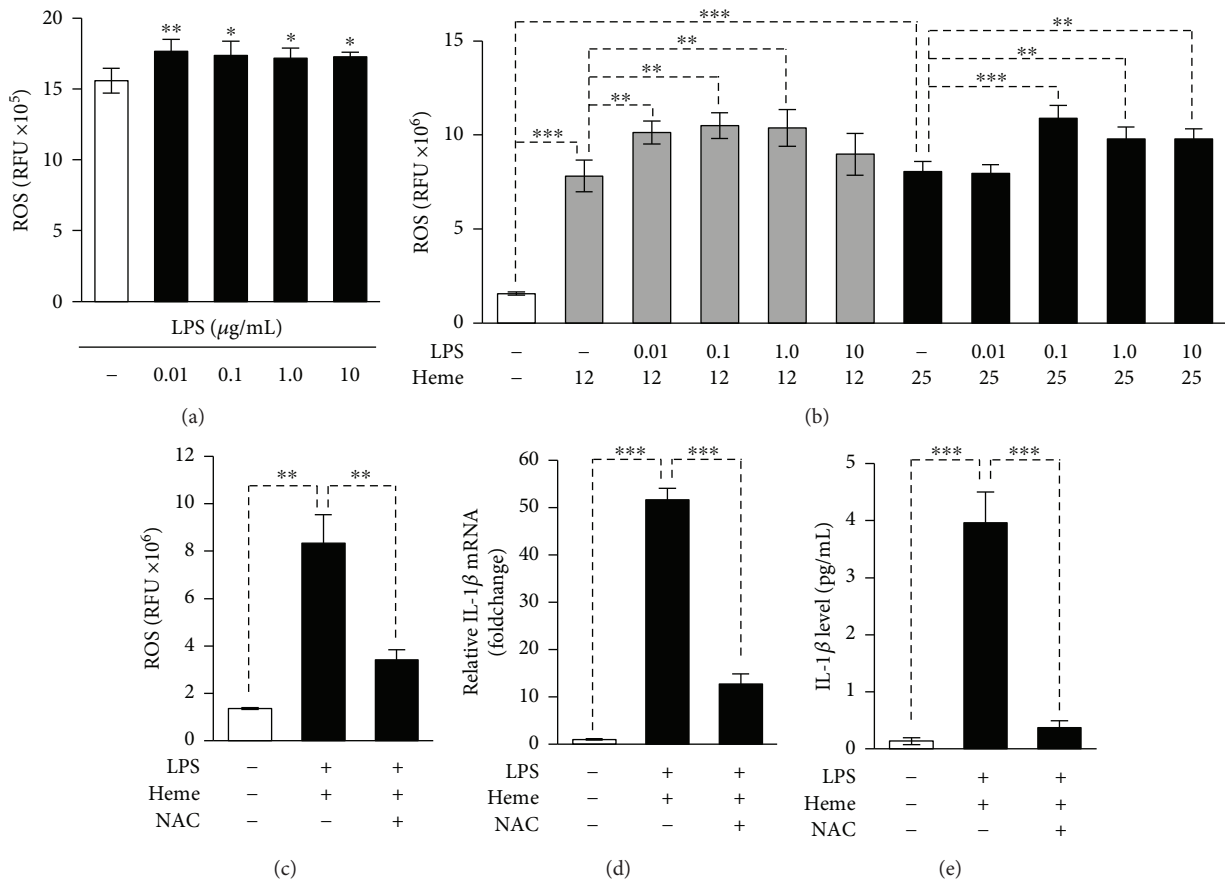 ROS (RFU ×10⁵)
20
15
10
5
0
**
*
*
*
LPS (μg/mL)
– 0.01 0.1 1.0 10
(a)
ROS (RFU ×10⁶)
15
10
5
0
***
**
**
**
**
**
***
***
LPS – – 0.01 0.1 1.0 10 – 0.01 0.1 1.0 10
Heme – 12 12 12 12 12 25 25 25 25 25
(b)
ROS (RFU ×10⁶)
12
10
8
6
4
2
0
** **
LPS – + +
Heme – + +
NAC – – +
(c)
Relative IL-1β mRNA
(foldchange)
60
50
40
30
20
10
0
*** ***
LPS – + +
Heme – + +
NAC – – +
(d)
IL-1β level (pg/mL)
5
4
3
2
1
0
*** ***
LPS – + +
Heme – + +
NAC – – +
(e)